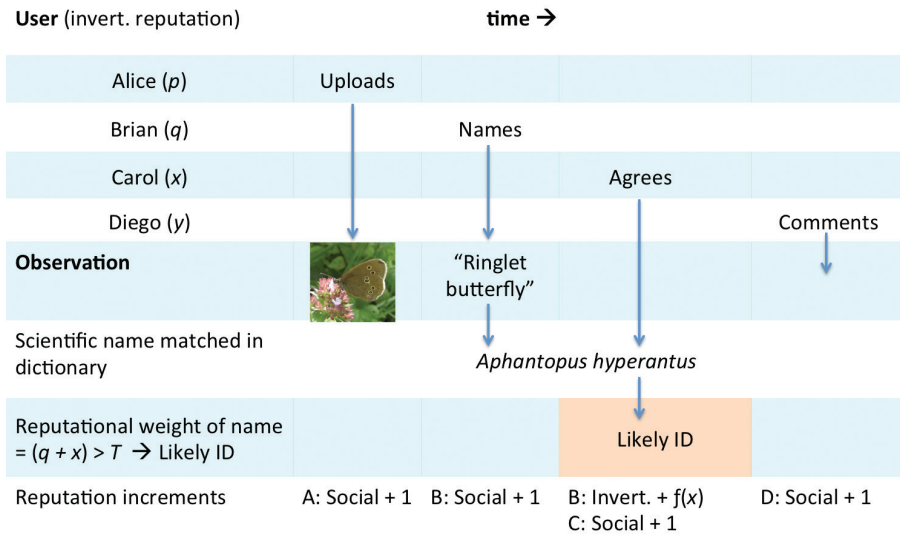 User (invert. reputation) time →
Alice (p) Uploads
Brian (q) Names
Carol (x) Agrees
Diego (y) Comments
Observation
“Ringlet
butterfly”
Scientific name matched in
dictionary
Aphantopus hyperantus
Reputational weight of name
= (q + x) > T → Likely ID
Likely ID
Reputation increments A: Social + 1 B: Social + 1 B: Invert. + ƒ(x) D: Social + 1
C: Social + 1